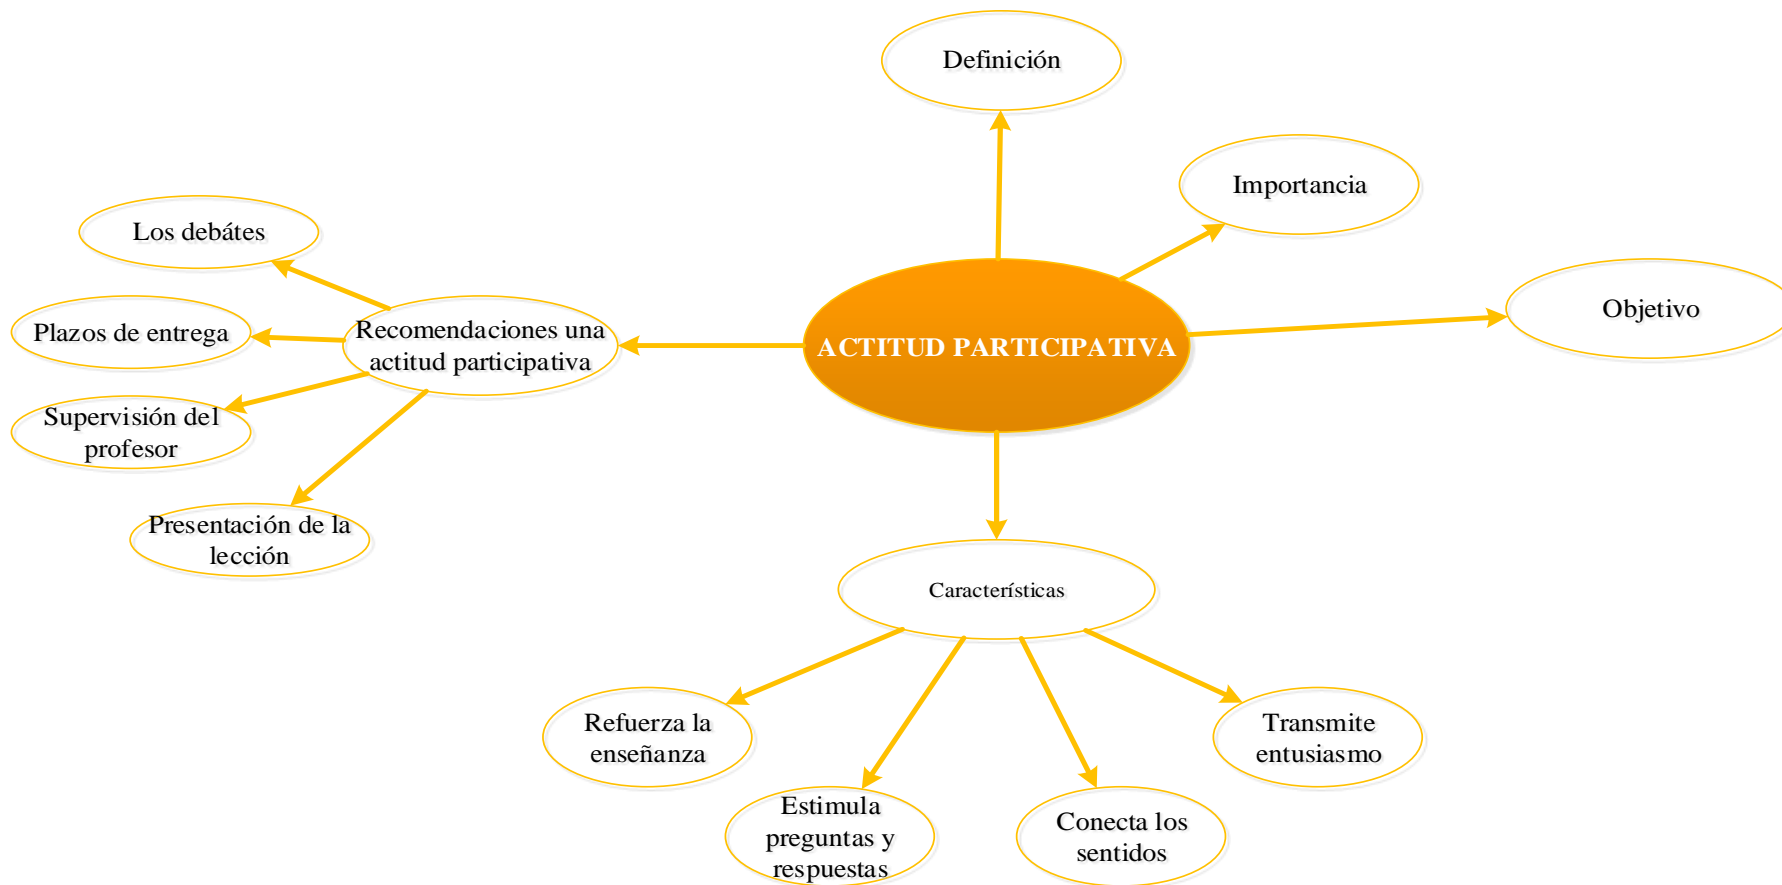 Definición
Importancia
Objetivo
ACTITUD PARTICIPATIVA
Recomendaciones una
actitud participativa
Los debátes
Plazos de entrega
Supervisión del
profesor
Presentación de la
lección
Características
Refuerza la
enseñanza
Estimula
preguntas y
respuestas
Conecta los
sentidos
Transmite
entusiasmo